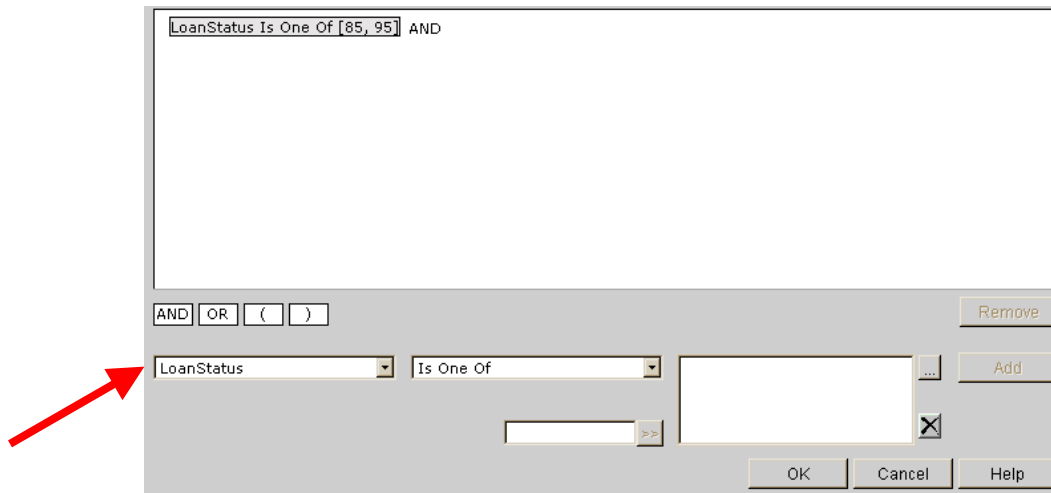 LoanStatus Is One Of [85, 95] AND
AND OR ( ) Remove
LoanStatus Is One Of ... Add
>>
OK Cancel Help